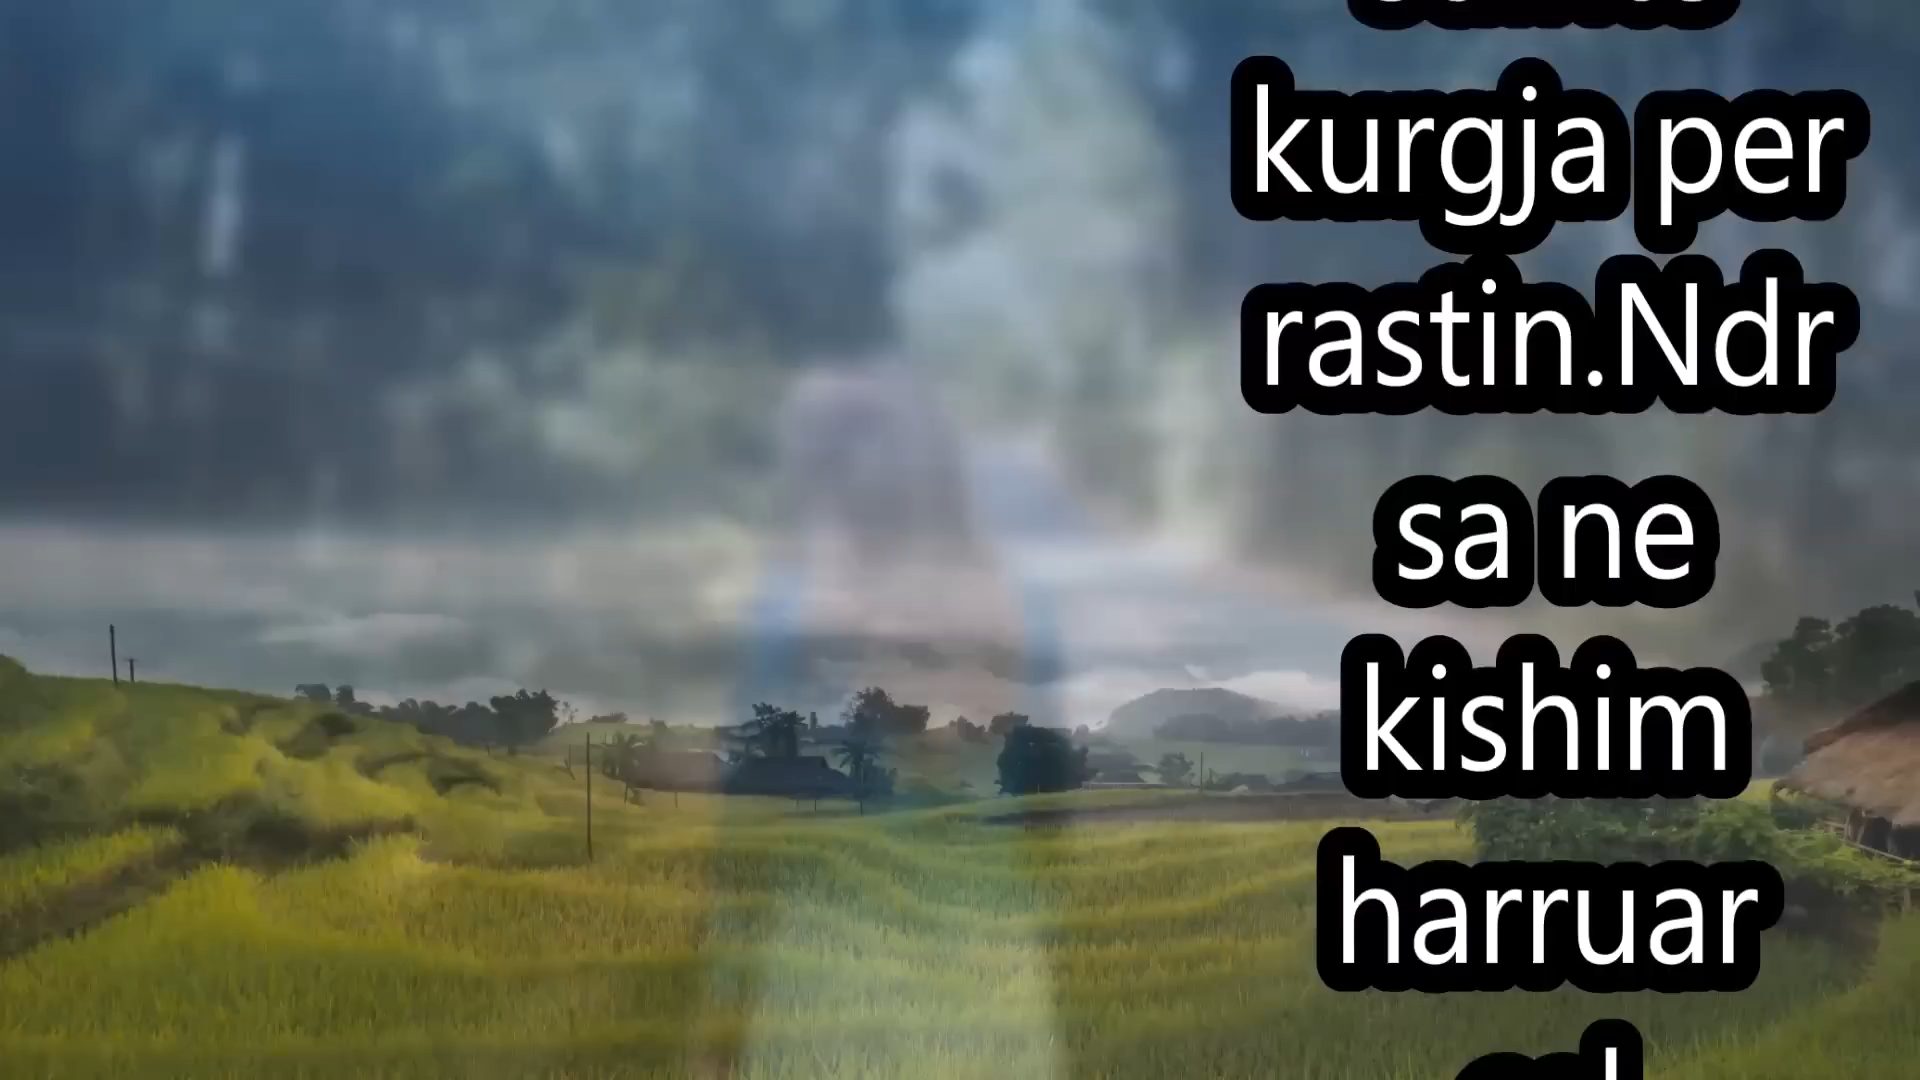 kurgja per
rastin.Ndr
sa ne
kishim
harruar